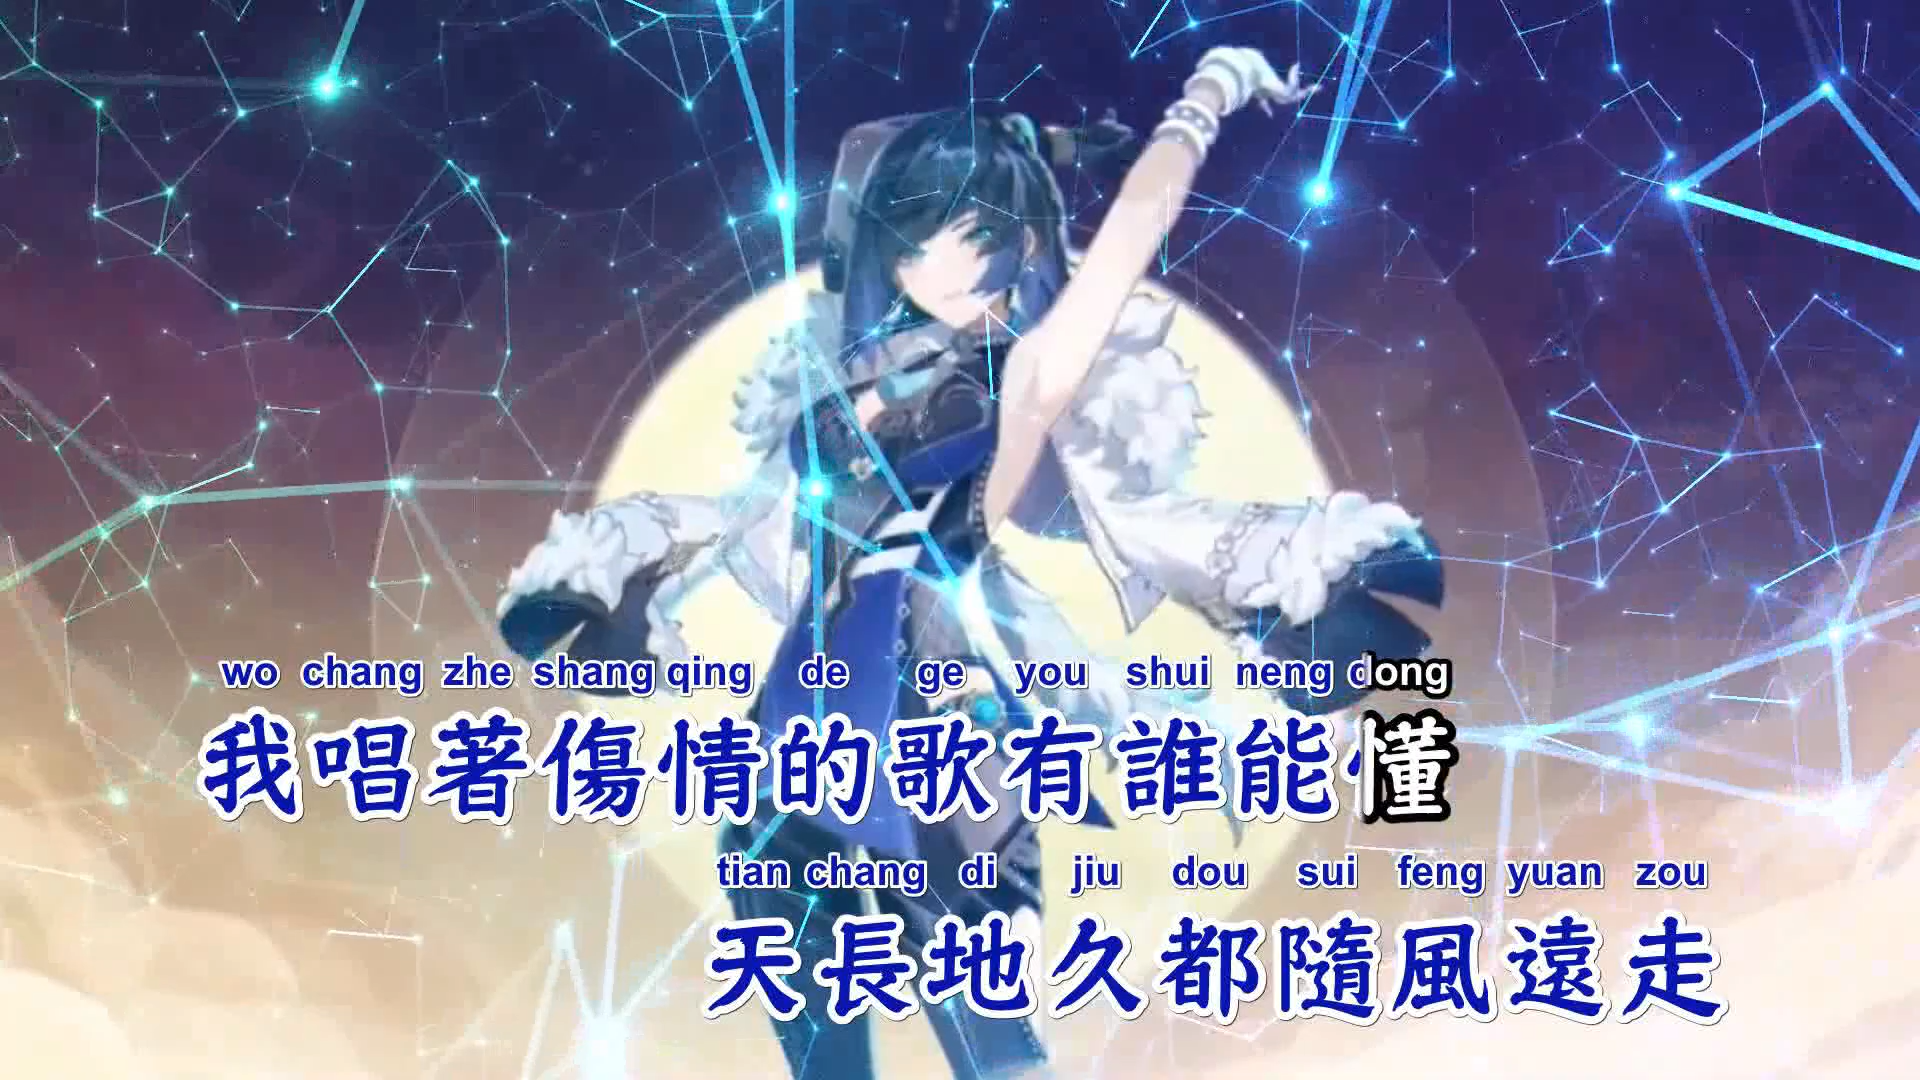 wo chang zhe shang qing de ge you shui neng dong
我唱著傷情的歌有誰能懂
tian chang di jiu dou sui feng yuan zou
天長地久都隨風遠走